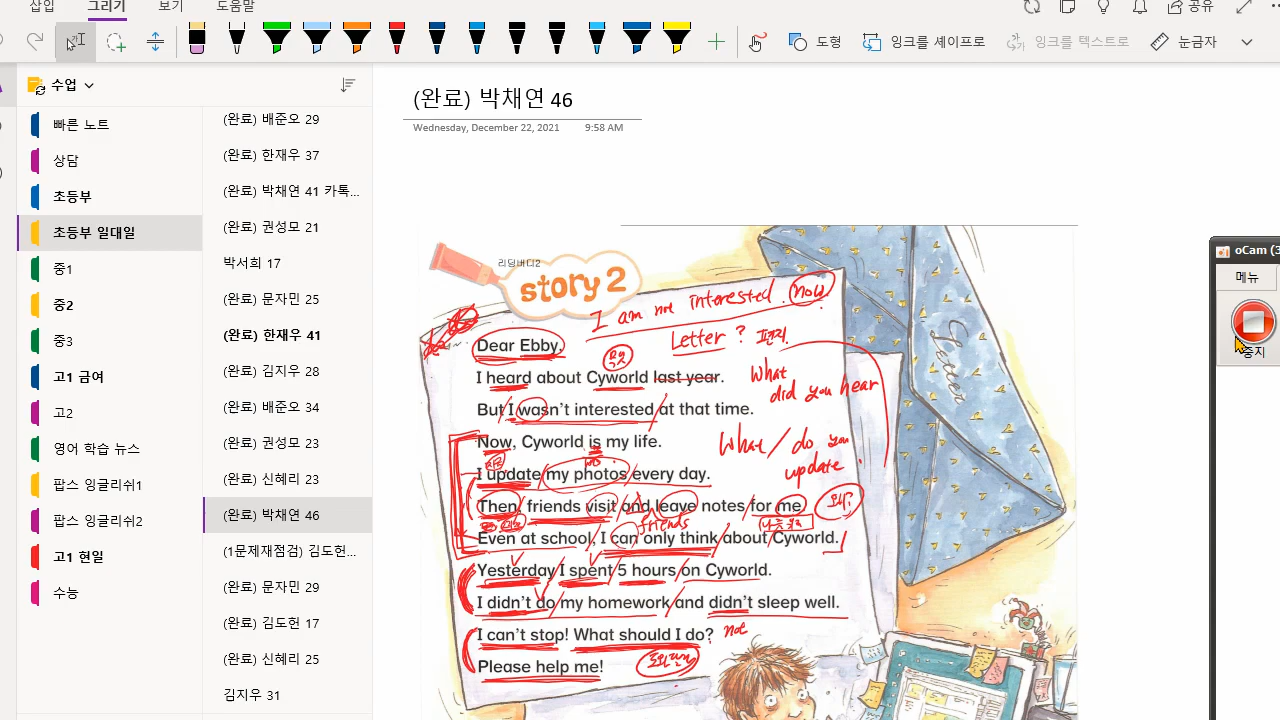 삽입 그리기 보기 도움말
공유
도형 잉크를 셰이프로 잉크를 텍스트로 눈금자
수업
빠른 노트
상담
초등부
초등부 일대일
중1
중2
중3
고1 금여
고2
영어 학습 뉴스
팝스 잉글리쉬1
팝스 잉글리쉬2
고1 현일
수능
(완료) 배준오 29
(완료) 한재우 37
(완료) 박채연 41 카톡...
(완료) 권성모 21
박서희 17
(완료) 문자민 25
(완료) 한재우 41
(완료) 김지우 28
(완료) 배준오 34
(완료) 권성모 23
(완료) 신혜리 23
(완료) 박채연 46
(1문제재점검) 김도헌...
(완료) 문자민 29
(완료) 김도헌 17
(완료) 신혜리 25
김지우 31
(완료) 박채연 46
Wednesday, December 22, 2021 9:58 AM
리딩버디2
story 2
I am not interested. now.
Letter
Letter ? 편지
Dear Ebby,
무엇
I heard about Cyworld last year.
What did you hear
But I wasn't interested at that time.
Now, Cyworld is my life.
What / do you update
I update my photos every day.
Then, friends visit and leave notes for me.
friends
Even at school, I can only think about Cyworld.
Yesterday I spent 5 hours on Cyworld.
I didn't do my homework and didn't sleep well.
I can't stop! What should I do? not
Please help me!
oCam (3
메뉴
중지